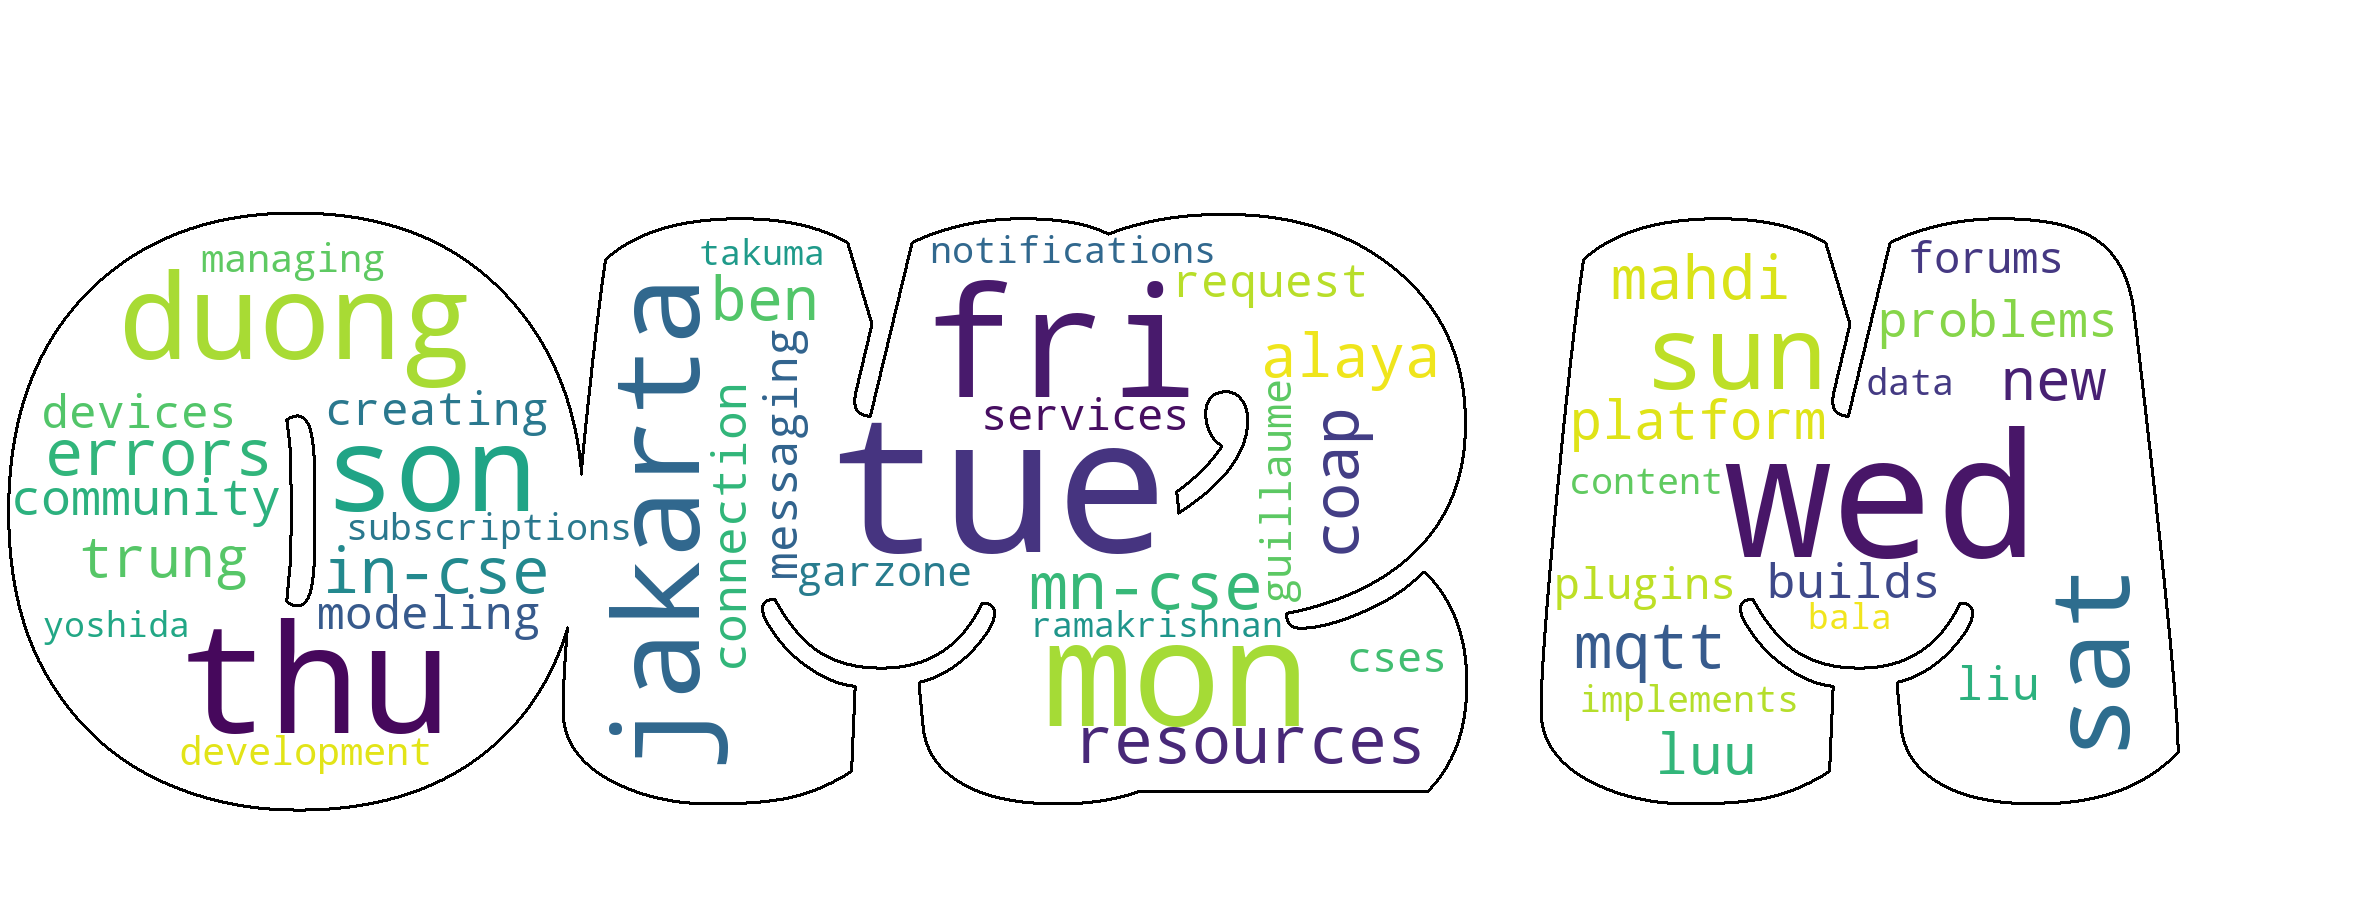 managing
duong
devices
creating
errors
son
community
subscriptions
trung
in-cse
modeling
yoshida
thu
development
jakarta
takuma
ben
connection
messaging
notifications
fri
request
services
alaya
tue
guillaume
coap
garzone
mn-cse
ramakrishnan
mon
cses
resources
mahdi
forums
sun
problems
data
new
platform
content
wed
plugins
builds
bala
mqtt
sat
implements
liu
luu